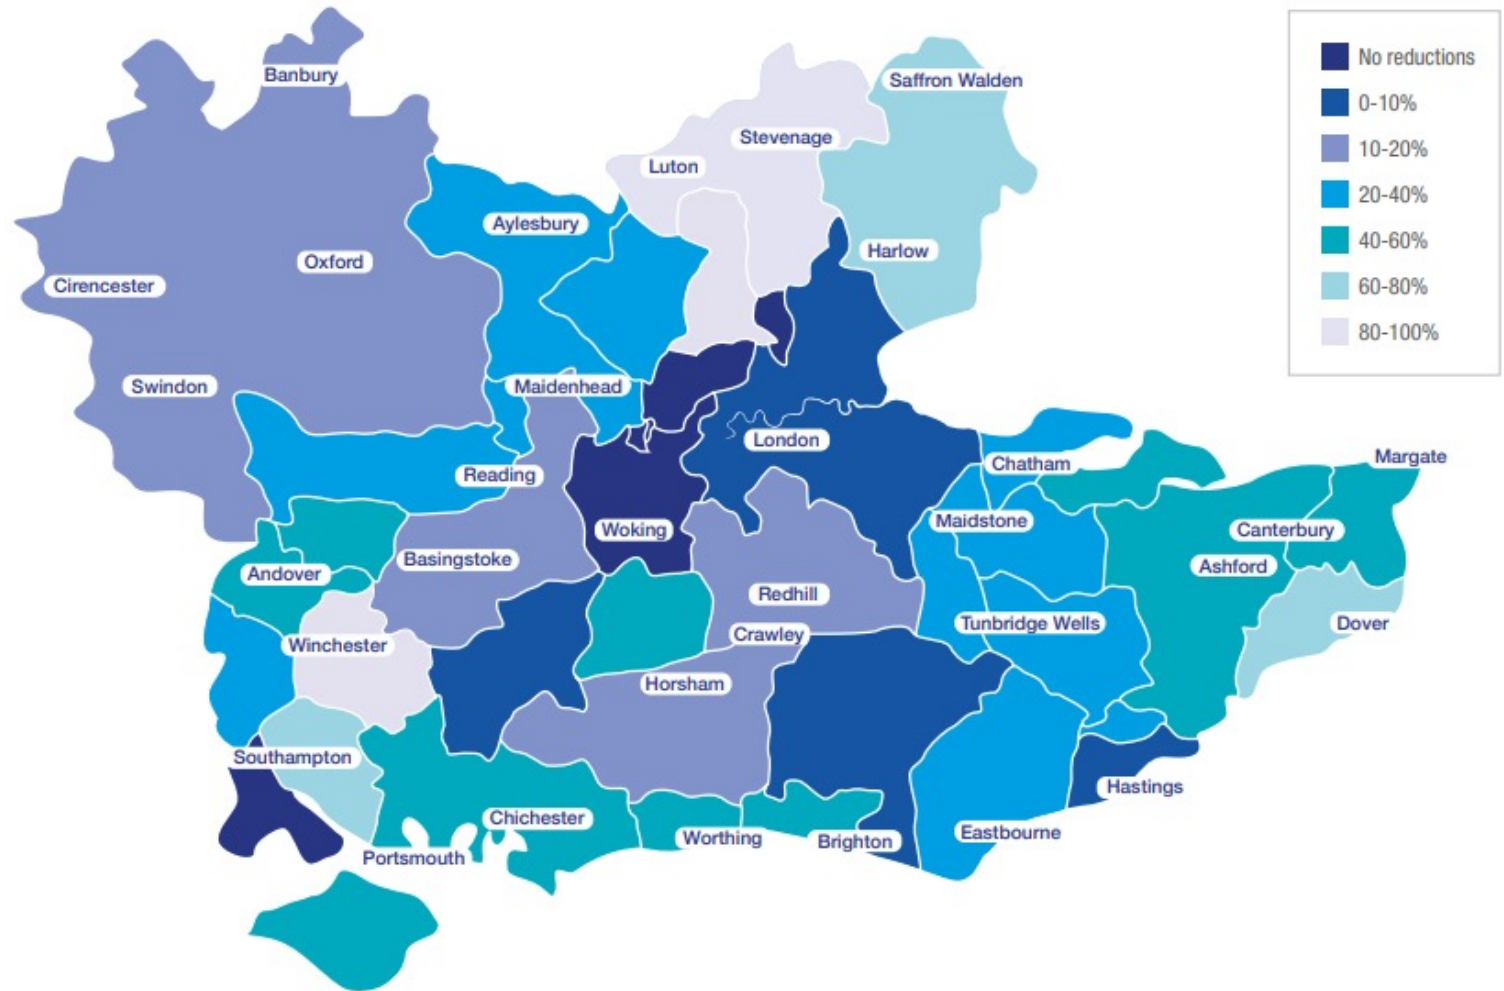 Banbury
Saffron Walden
Stevenage
Luton
Aylesbury
Harlow
Oxford
Cirencester
Swindon
Maidenhead
London
Reading
Chatham
Margate
Maidstone
Woking
Canterbury
Basingstoke
Ashford
Andover
Redhill
Tunbridge Wells
Dover
Crawley
Winchester
Horsham
Southampton
Hastings
Chichester
Eastbourne
Worthing
Brighton
Portsmouth
No reductions
0-10%
10-20%
20-40%
40-60%
60-80%
80-100%